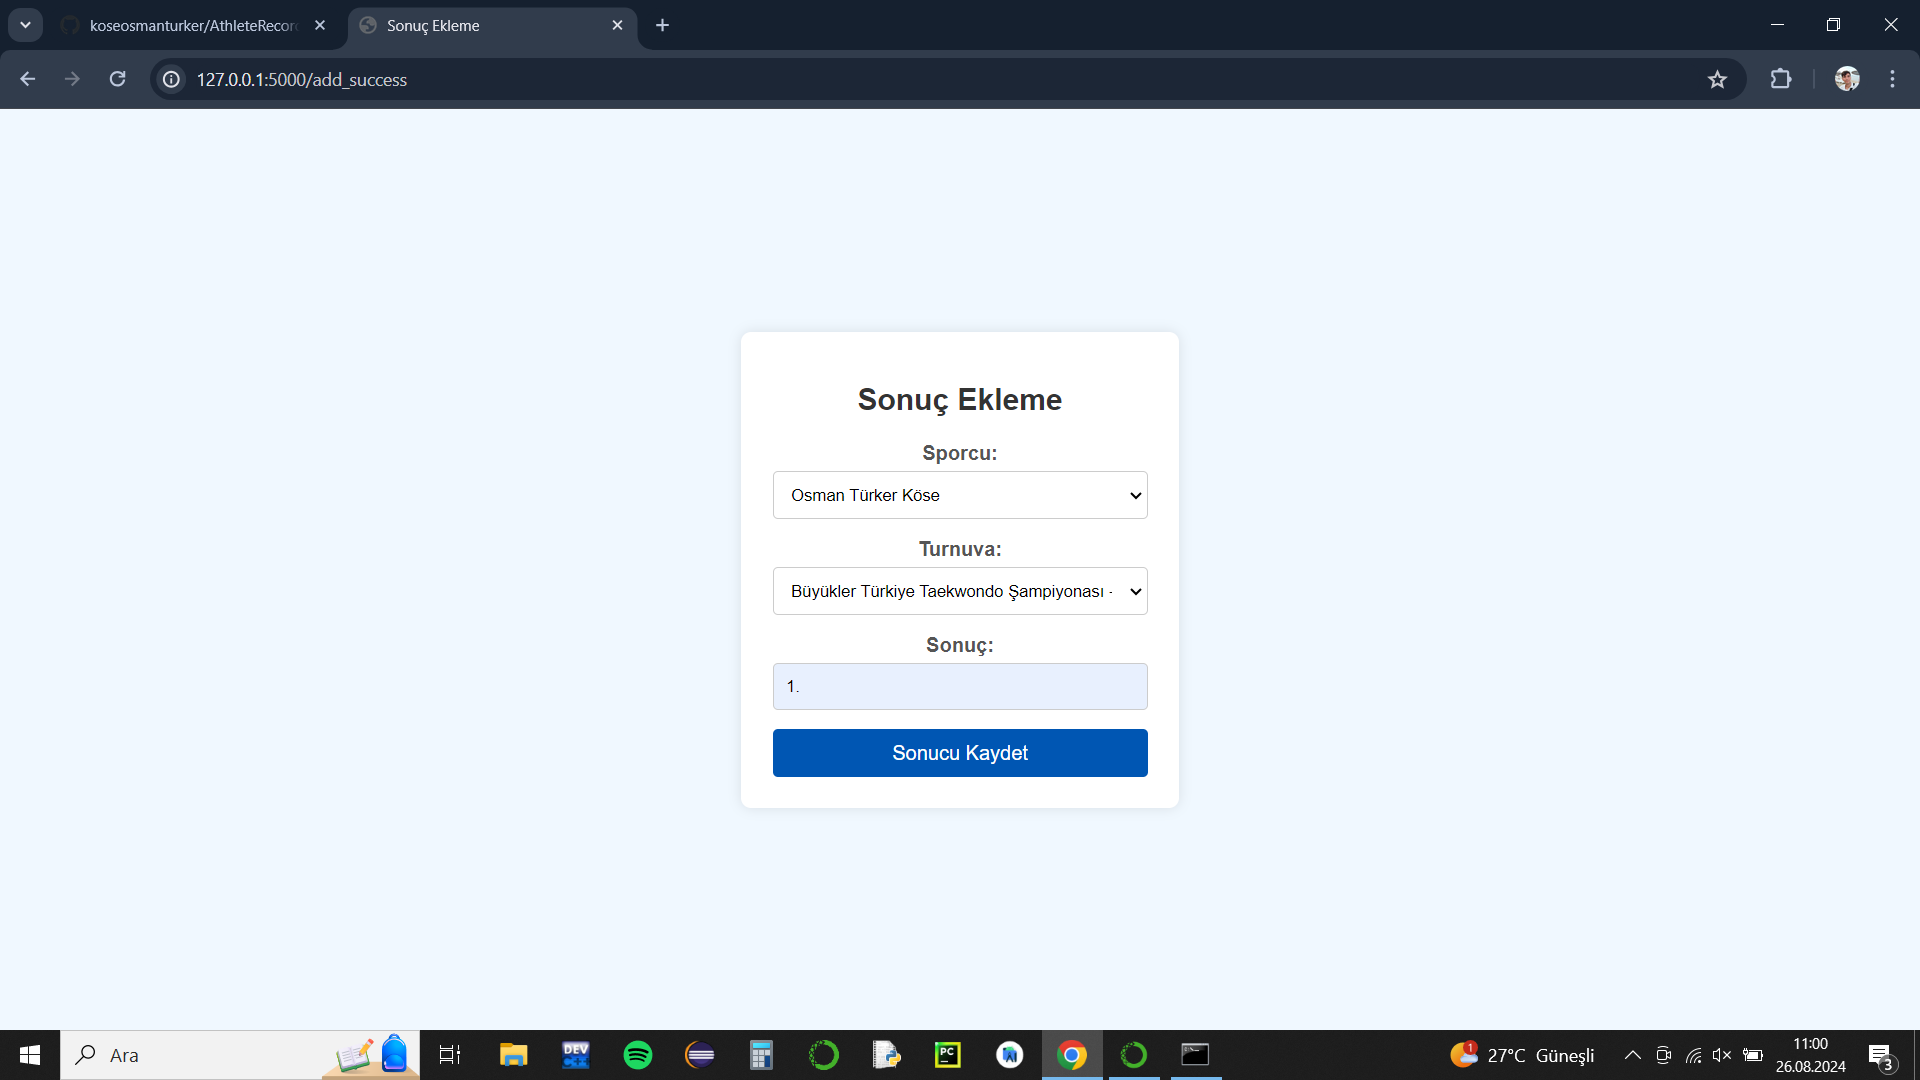 koseosmanturker/AthleteRecord
Sonuç Ekleme
127.0.0.1:5000/add_success
Sonuç Ekleme
Sporcu:
Osman Türker Köse
Turnuva:
Büyükler Türkiye Taekwondo Şampiyonası -
Sonuç:
1.
Sonucu Kaydet
Ara
DEV
C++
PC
1
27°C Güneşli
11:00
26.08.2024
3